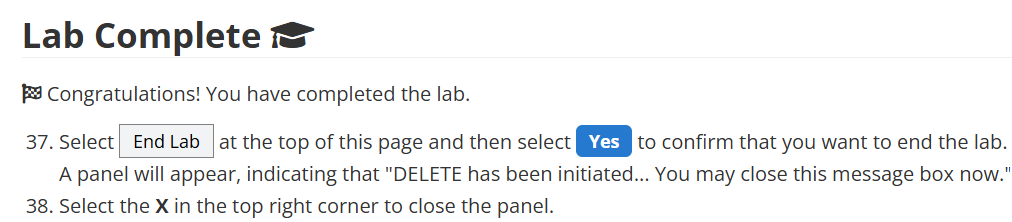 Lab Complete
Congratulations! You have completed the lab.
37. Select End Lab at the top of this page and then select Yes to confirm that you want to end the lab.
A panel will appear, indicating that "DELETE has been initiated... You may close this message box now."
38. Select the X in the top right corner to close the panel.